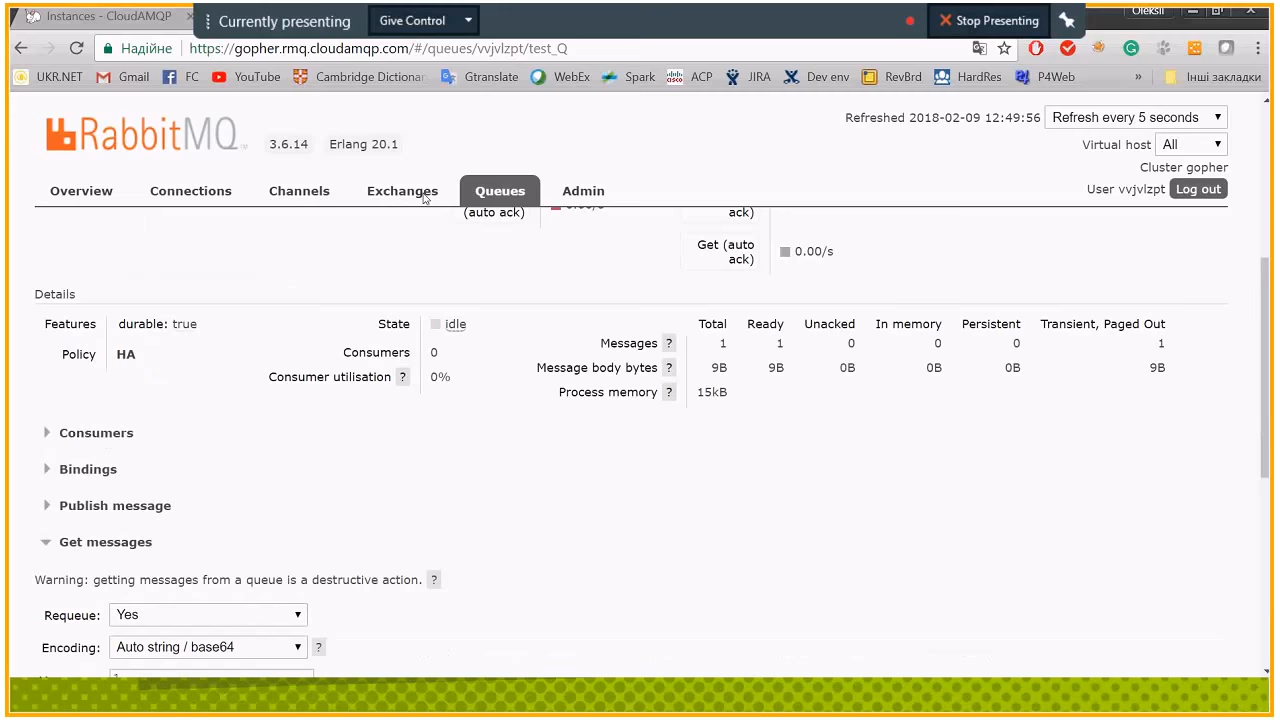 Instances - CloudAMQP
Currently presenting
Give Control
Stop Presenting
Oleksii
Надійне
https://gopher.rmq.cloudamqp.com/#/queues/vvjvlzpt/test_Q
UKR.NET Gmail FC YouTube Cambridge Dictionar Gtranslate WebEx Spark ACP JIRA Dev env RevBrd HardRes P4Web » Інші закладки
RabbitMQ TM 3.6.14 Erlang 20.1
Refreshed 2018-02-09 12:49:56 Refresh every 5 seconds
Virtual host All
Cluster gopher
User vvjvlzpt Log out
Overview Connections Channels Exchanges Queues Admin
(auto ack) 0.00/s ack)
Get (auto ack) 0.00/s
Details
Features durable: true State idle Total Ready Unacked In memory Persistent Transient, Paged Out
Messages ? 1 1 0 0 0 1
Policy HA Consumers 0
Message body bytes ? 9B 9B 0B 0B 0B 9B
Consumer utilisation ? 0%
Process memory ? 15kB
Consumers
Bindings
Publish message
Get messages
Warning: getting messages from a queue is a destructive action. ?
Requeue: Yes
Encoding: Auto string / base64 ?